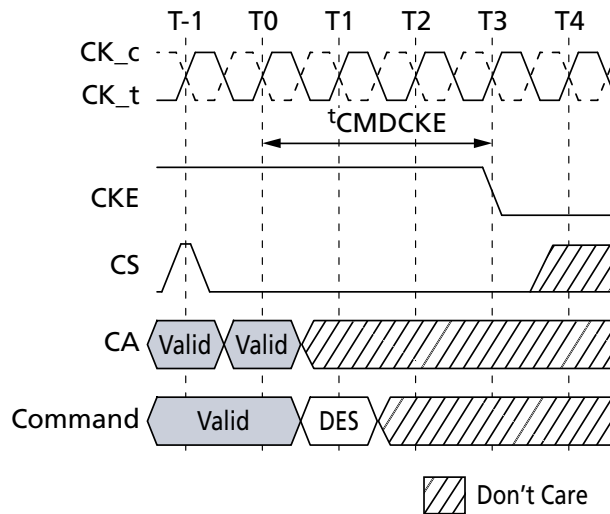 T-1 T0 T1 T2 T3 T4
CK_c
CK_t
tCMDCKE
CKE
CS
CA Valid Valid
Command Valid DES
Don't Care